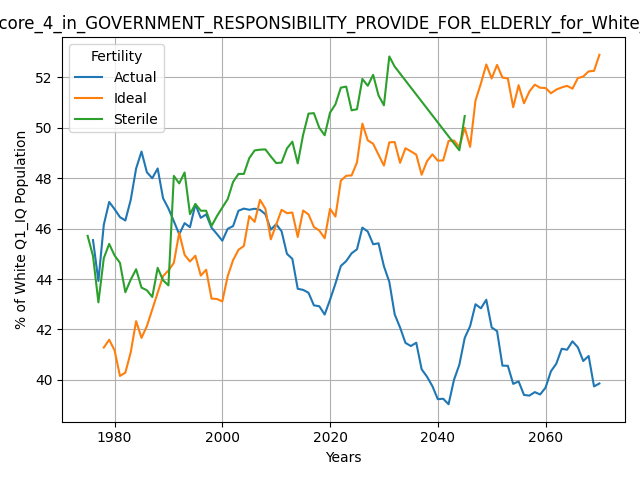 core_4_in_GOVERNMENT_RESPONSIBILITY_PROVIDE_FOR_ELDERLY_for_White_
Fertility
Actual
Ideal
Sterile
% of White Q1_IQ Population
52
50
48
46
44
42
40
1980
2000
2020
2040
2060
Years